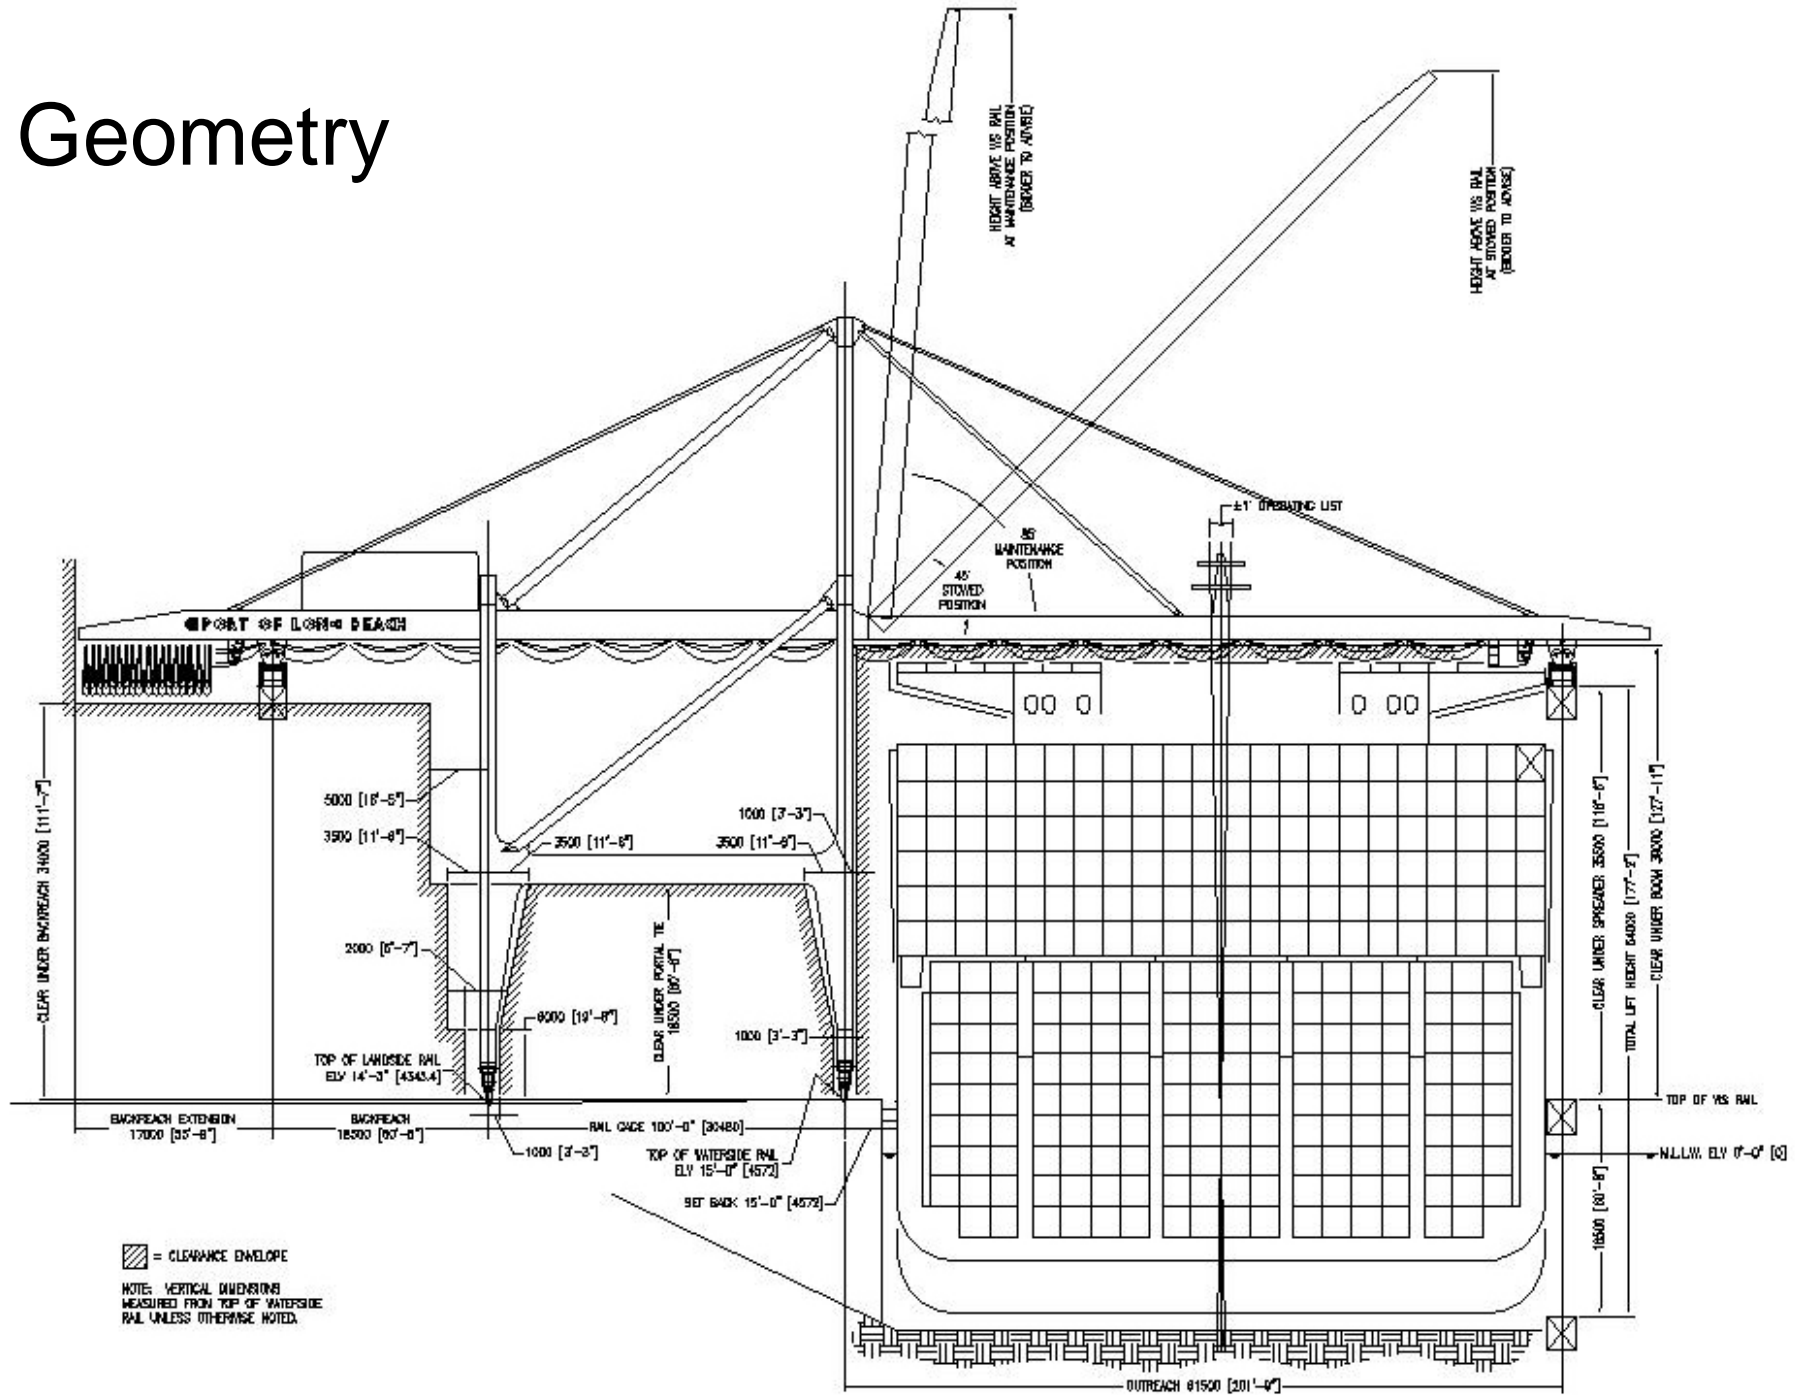 Geometry
HEIGHT ABOVE WS RAIL
AT MAINTENANCE POSITION
(BIDDER TO ADVISE)
HEIGHT ABOVE WS RAIL
AT STOWED POSITION
(BIDDER TO ADVISE)
±1° OPERATING LIST
MAINTENANCE
POSITION
45°
STOWED
POSITION
PORT OF LONG BEACH
5000 [16'-5"]
3500 [11'-6"]
3500 [11'-6"]
1000 [3'-3"]
3500 [11'-6"]
2000 [6'-7"]
6000 [19'-8"]
1000 [3'-3"]
CLEAR UNDER BACKREACH 34000 [111'-7"]
CLEAR UNDER PORTAL TIE
18500 [60'-8"]
CLEAR UNDER SPREADER 35500 [116'-6"]
TOTAL LIFT HEIGHT 54000 [177'-2"]
CLEAR UNDER BOOM 39000 [127'-11"]
18500 [60'-8"]
TOP OF LANDSIDE RAIL
ELV 14'-3" [4343.4]
BACKREACH EXTENSION
17000 [55'-9"]
BACKREACH
18500 [60'-8"]
RAIL GAGE 100'-0" [30480]
1000 [3'-3"]
TOP OF WATERSIDE RAIL
ELV 15'-0" [4572]
SET BACK 15'-0" [4572]
TOP OF WS RAIL
M.L.L.W. ELV 0'-0" [0]
= CLEARANCE ENVELOPE
NOTE: VERTICAL DIMENSIONS
MEASURED FROM TOP OF WATERSIDE
RAIL UNLESS OTHERWISE NOTED.
OUTREACH 61500 [201'-9"]